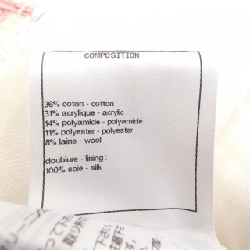 COMPOSITION
36% coton - cotton
31% acrylique - acrylic
14% polyamide - polyamide
11% polyester - polyester
8% laine - wool
doublure - lining :
100% soie - silk